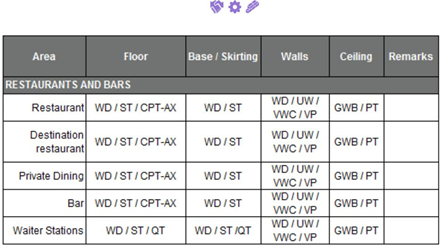 Area Floor Base / Skirting Walls Ceiling Remarks
RESTAURANTS AND BARS
Restaurant WD / ST / CPT-AX WD / ST WD / UW / VWC / VP GWB / PT
Destination restaurant WD / ST / CPT-AX WD / ST WD / UW / VWC / VP GWB / PT
Private Dining WD / ST / CPT-AX WD / ST WD / UW / VWC / VP GWB / PT
Bar WD / ST / CPT-AX WD / ST WD / UW / VWC / VP GWB / PT
Waiter Stations WD / ST / QT WD / ST /QT WD / UW / VWC / VP GWB / PT